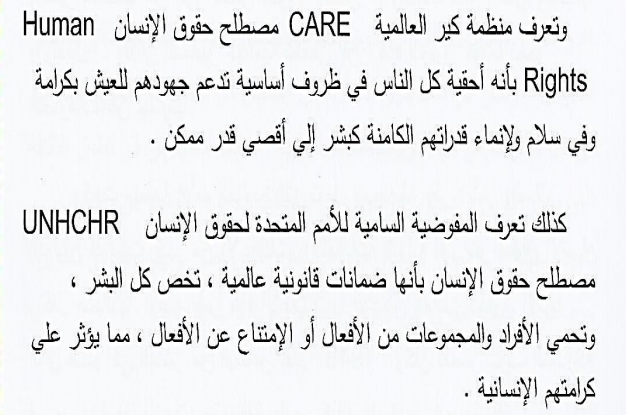 وتعرف منظمة كير العالمية CARE مصطلح حقوق الإنسان Human
Rights بأنه أحقية كل الناس في ظروف أساسية تدعم جهودهم للعيش بكرامة
وفي سلام ولإنماء قدراتهم الكامنة كبشر إلي أقصي قدر ممكن .
كذلك تعرف المفوضية السامية للأمم المتحدة لحقوق الإنسان UNHCHR
مصطلح حقوق الإنسان بأنها ضمانات قانونية عالمية ، تخص كل البشر ،
وتحمي الأفراد والمجموعات من الأفعال أو الإمتناع عن الأفعال ، مما يؤثر علي
كرامتهم الإنسانية .